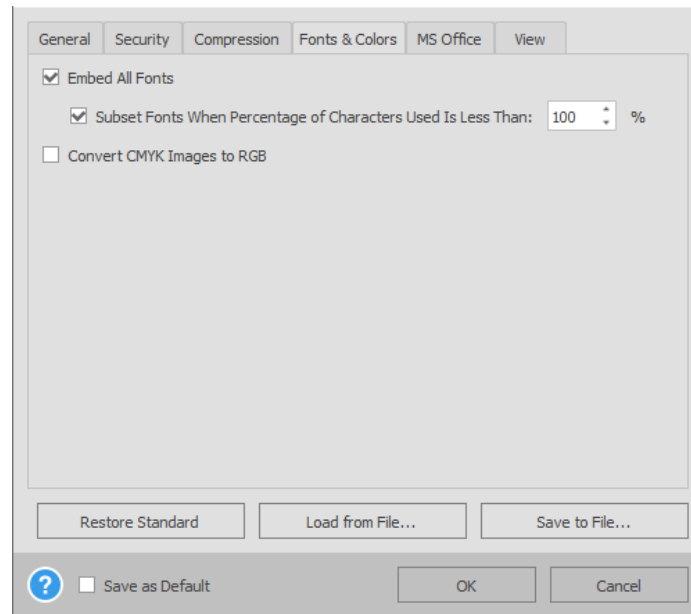 General Security Compression Fonts & Colors MS Office View
Embed All Fonts
Subset Fonts When Percentage of Characters Used Is Less Than: 100 %
Convert CMYK Images to RGB
Restore Standard Load from File... Save to File...
? Save as Default OK Cancel